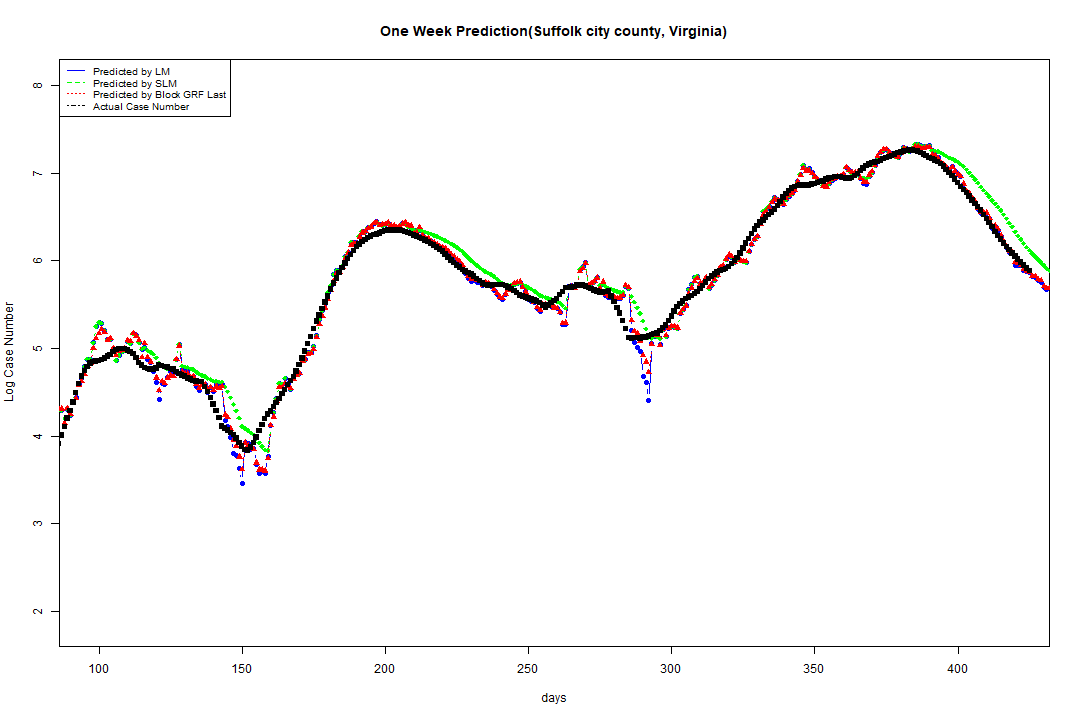 One Week Prediction(Suffolk city county, Virginia)
Predicted by LM
Predicted by SLM
Predicted by Block GRF Last
Actual Case Number
8
7
6
5
4
3
2
Log Case Number
100 150 200 250 300 350 400
days